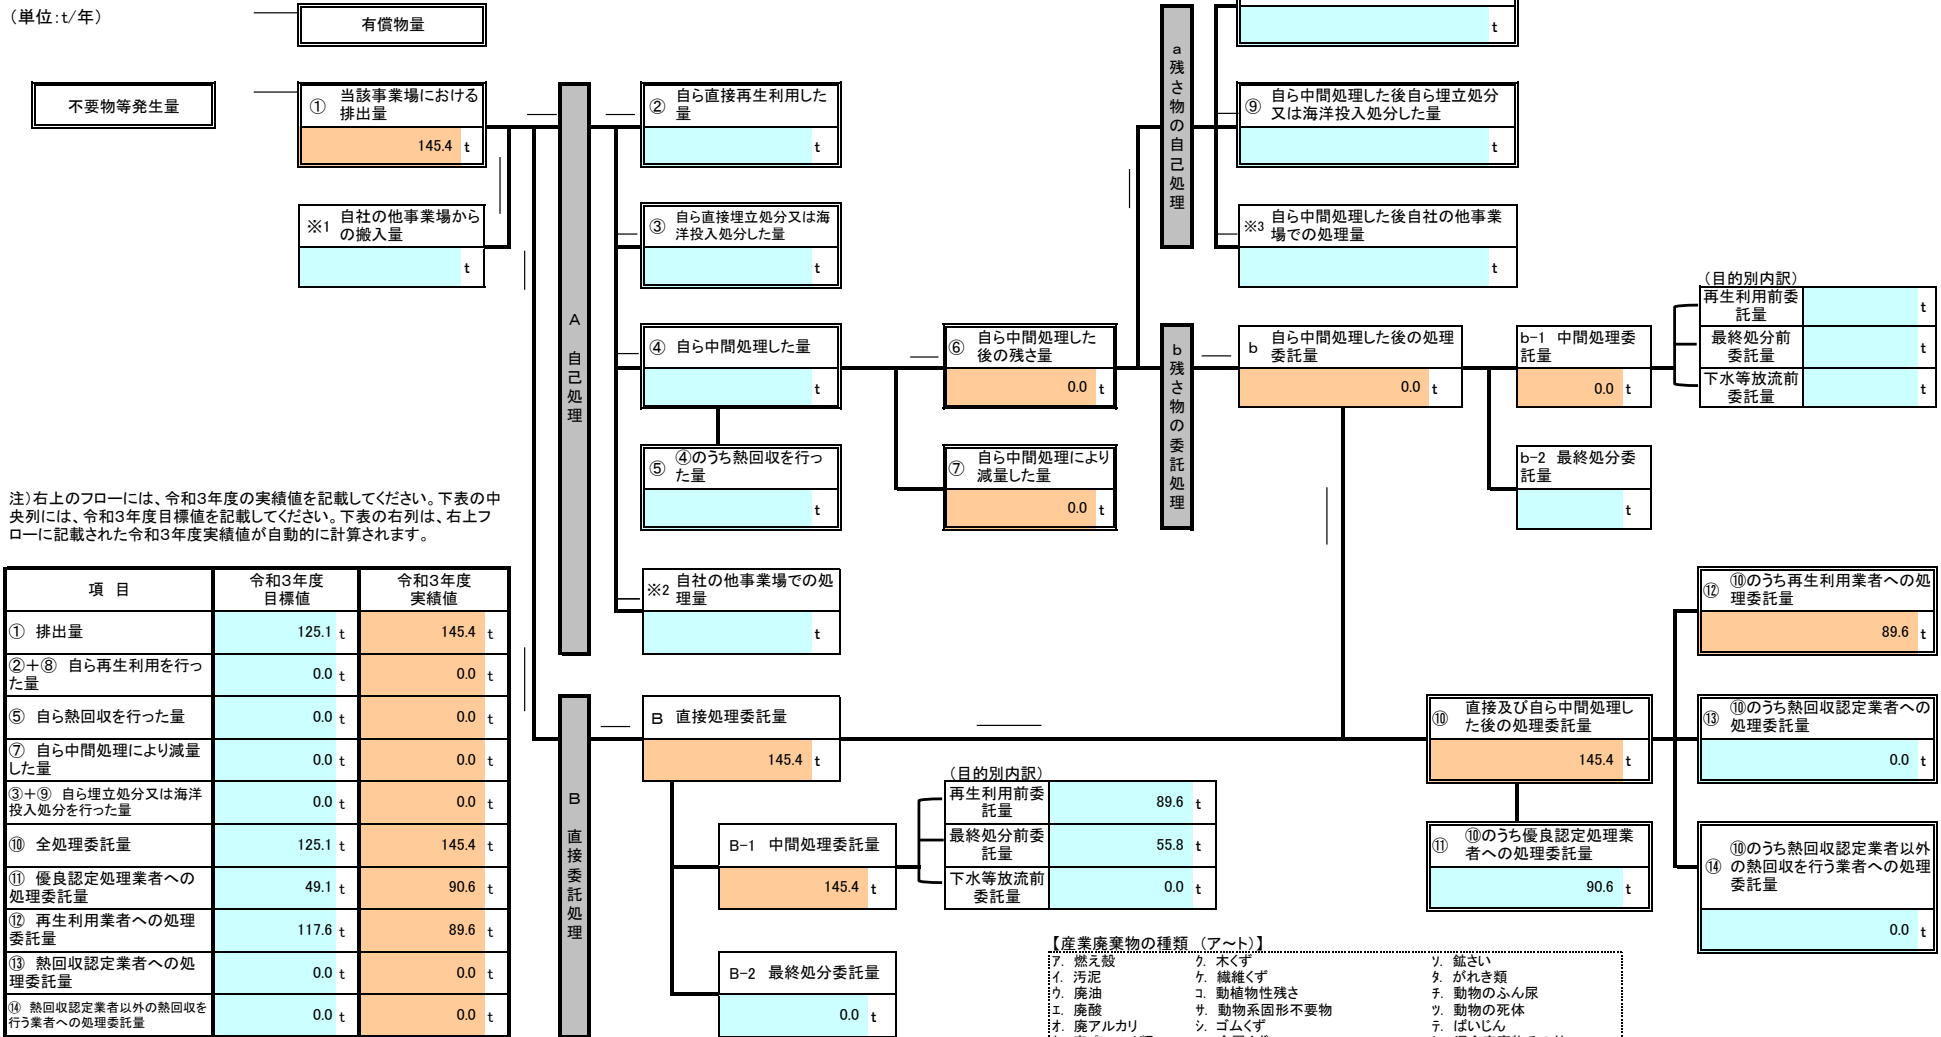 (単位:t/年)
有償物量
t
不要物等発生量
① 当該事業場における
排出量
145.4 t
※1 自社の他事業場から
の搬入量
t
A 自己処理
② 自ら直接再生利用した
量
t
③ 自ら直接埋立処分又は海
洋投入処分した量
t
④ 自ら中間処理した量
t
⑤ ④のうち熱回収を行っ
た量
t
※2 自社の他事業場での処
理量
t
⑥ 自ら中間処理した
後の残さ量
0.0 t
⑦ 自ら中間処理により
減量した量
0.0 t
a 残さ物の自己処理
⑨ 自ら中間処理した後自ら埋立処分
又は海洋投入処分した量
t
※3 自ら中間処理した後自社の他事業
場での処理量
t
b 残さ物の委託処理
b 自ら中間処理した後の処理
委託量
0.0 t
b-1 中間処理委
託量
0.0 t
b-2 最終処分委
託量
t
(目的別内訳)
再生利用前委
託量
t
最終処分前
委託量
t
下水等放流前
委託量
t
注)右上のフローには、令和3年度の実績値を記載してください。下表の中
央列には、令和3年度目標値を記載してください。下表の右列は、右上フ
ローに記載された令和3年度実績値が自動的に計算されます。
項 目 令和3年度 目標値 令和3年度 実績値
① 排出量 125.1 t 145.4 t
②+⑧ 自ら再生利用を行っ
た量 0.0 t 0.0 t
⑤ 自ら熱回収を行った量 0.0 t 0.0 t
⑦ 自ら中間処理により減量
した量 0.0 t 0.0 t
③+⑨ 自ら埋立処分又は海洋
投入処分を行った量 0.0 t 0.0 t
⑩ 全処理委託量 125.1 t 145.4 t
⑪ 優良認定処理業者への
処理委託量 49.1 t 90.6 t
⑫ 再生利用業者への処理
委託量 117.6 t 89.6 t
⑬ 熱回収認定業者への処
理委託量 0.0 t 0.0 t
⑭ 熱回収認定業者以外の熱回収を
行う業者への処理委託量 0.0 t 0.0 t
B 直接委託処理
B 直接処理委託量
145.4 t
B-1 中間処理委託量
145.4 t
B-2 最終処分委託量
0.0 t
(目的別内訳)
再生利用前委
託量
89.6 t
最終処分前委
託量
55.8 t
下水等放流前
委託量
0.0 t
⑩ 直接及び自ら中間処理し
た後の処理委託量
145.4 t
⑪ ⑩のうち優良認定処理業
者への処理委託量
90.6 t
⑫ ⑩のうち再生利用業者への処
理委託量
89.6 t
⑬ ⑩のうち熱回収認定業者への
処理委託量
0.0 t
⑭ ⑩のうち熱回収認定業者以外
の熱回収を行う業者への処理
委託量
0.0 t
【産業廃棄物の種類 (ア~ト)】
ア. 燃え殻 ク. 木くず ソ. 鉱さい
イ. 汚泥 ケ. 繊維くず タ. がれき類
ウ. 廃油 コ. 動植物性残さ チ. 動物のふん尿
エ. 廃酸 サ. 動物系固形不要物 ツ. 動物の死体
オ. 廃アルカリ シ. ゴムくず テ. ばいじん